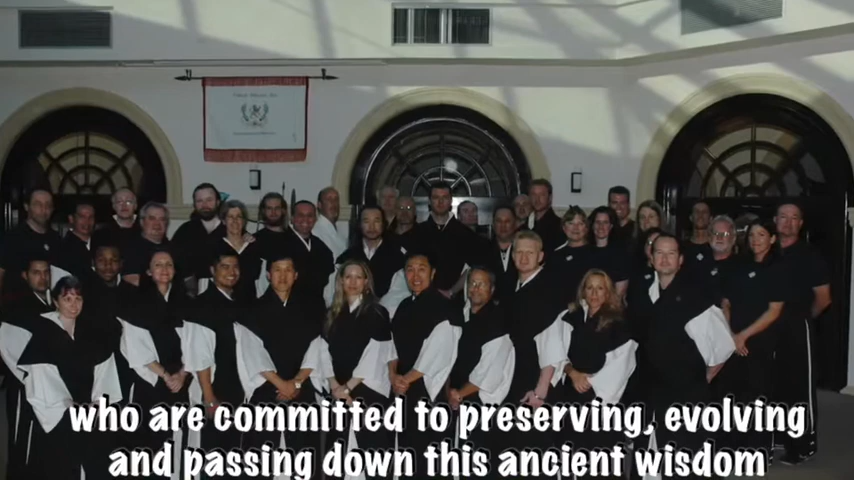 who are committed to preserving, evolving
and passing down this ancient wisdom